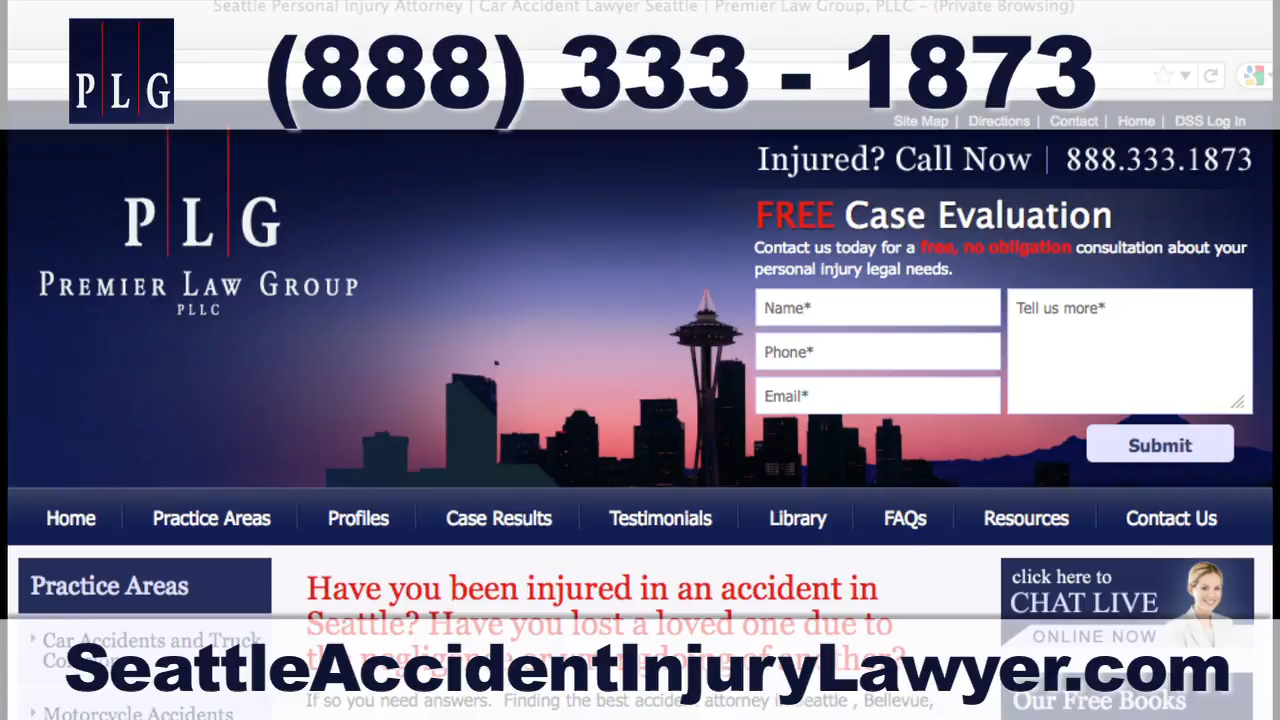 Seattle Personal Injury Attorney | Car Accident Lawyer Seattle | Premier Law Group, PLLC – (Private Browsing)
PLG
(888) 333 - 1873
Site Map | Directions | Contact | Home | DSS Log In
Injured? Call Now | 888.333.1873
PLG
PREMIER LAW GROUP
PLLC
FREE Case Evaluation
Contact us today for a free, no obligation consultation about your
personal injury legal needs.
Name*
Tell us more*
Phone*
Email*
Submit
Home
Practice Areas
Profiles
Case Results
Testimonials
Library
FAQs
Resources
Contact Us
Practice Areas
Car Accidents and Truck
Motorcycle Accidents
Have you been injured in an accident in
Seattle? Have you lost a loved one due to
If so you need answers. Finding the best accident attorney in Seattle , Bellevue,
click here to
CHAT LIVE
ONLINE NOW
Our Free Books
SeattleAccidentInjuryLawyer.com